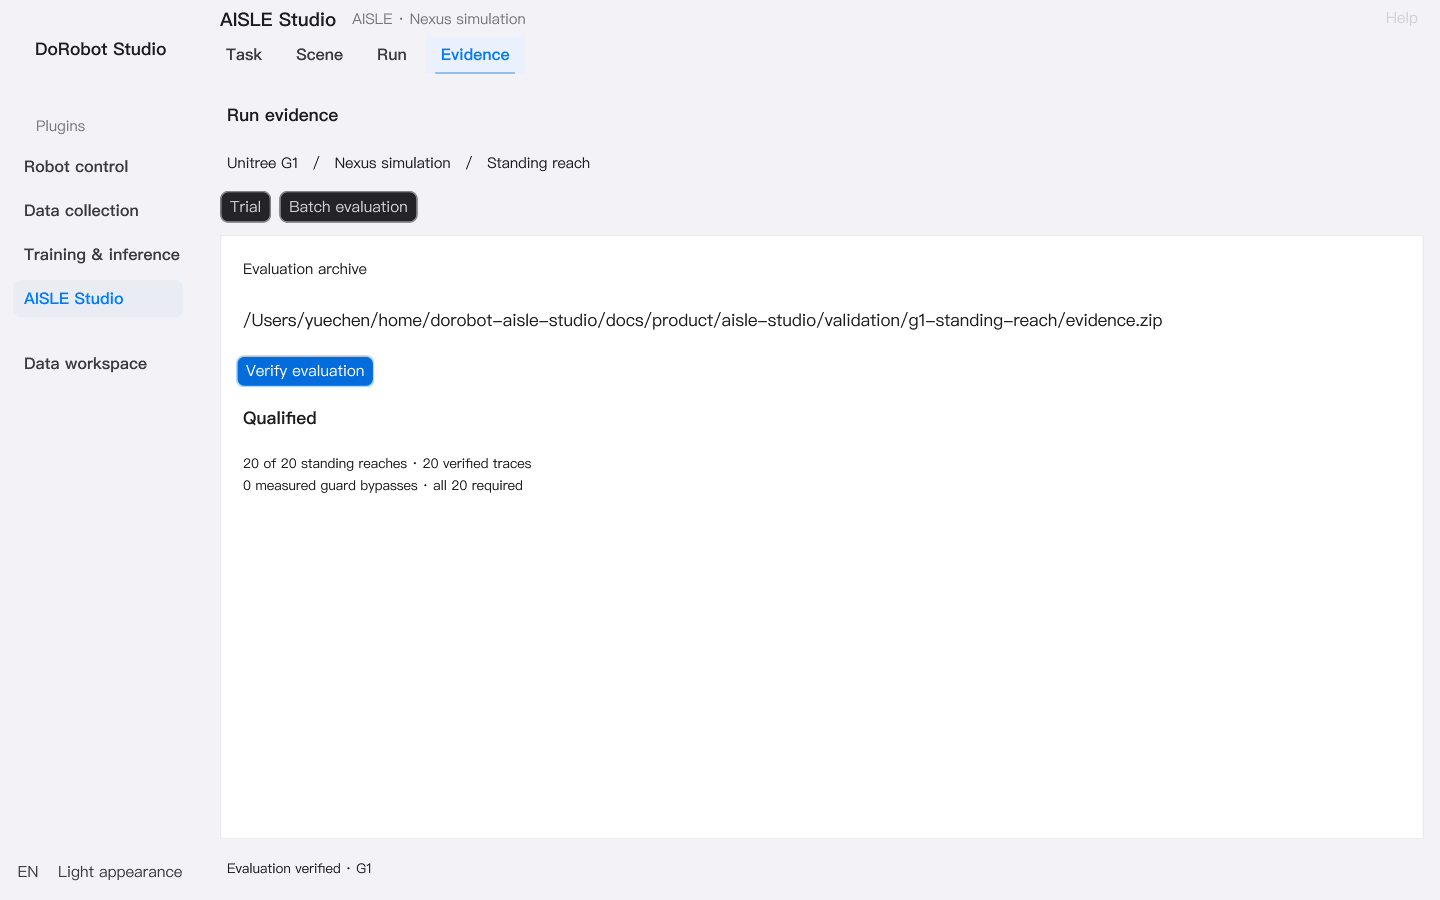 AISLE Studio AISLE · Nexus simulation
Help
DoRobot Studio
Task Scene Run Evidence
Run evidence
Plugins
Unitree G1 / Nexus simulation / Standing reach
Robot control
Data collection
Training & inference
AISLE Studio
Data workspace
Trial Batch evaluation
Evaluation archive
/Users/yuechen/home/dorobot-aisle-studio/docs/product/aisle-studio/validation/g1-standing-reach/evidence.zip
Verify evaluation
Qualified
20 of 20 standing reaches · 20 verified traces
0 measured guard bypasses · all 20 required
EN Light appearance
Evaluation verified · G1